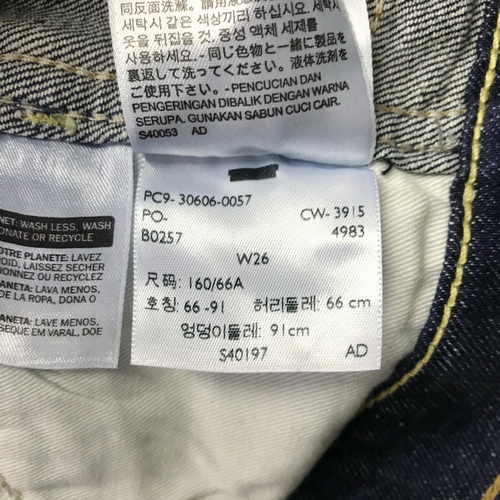 同反面洗滌。請用液
세탁시 같은 색상끼리 하십시오. 세탁
옷을 뒤집을 것. 중성 액체 세제를
사용하세요. - 同じ色物と一緒に製品を
裏返して洗ってください。液体洗剤を
ご使用下さい。- PENCUCIAN DAN
PENGERINGAN DIBALIK DENGAN WARNA
SERUPA. GUNAKAN SABUN CUCI CAIR.
S40053 AD
NET: WASH LESS, WASH
ONATE OR RECYCLE
OTRE PLANETE: LAVEZ
ROID, LAISSEZ SECHER
DONNEZ OU RECYCLEZ
ANETA: LAVA MENOS,
DE LA ROPA, DONA O
ANETA: LAVE MENOS,
SEQUE EM VARAL, DOE
PC9- 30606-0057
PO- CW- 3915
B0257 4983
W26
尺码: 160/66A
호칭: 66 -91 허리둘레: 66 cm
엉덩이둘레: 91cm
S40197 AD